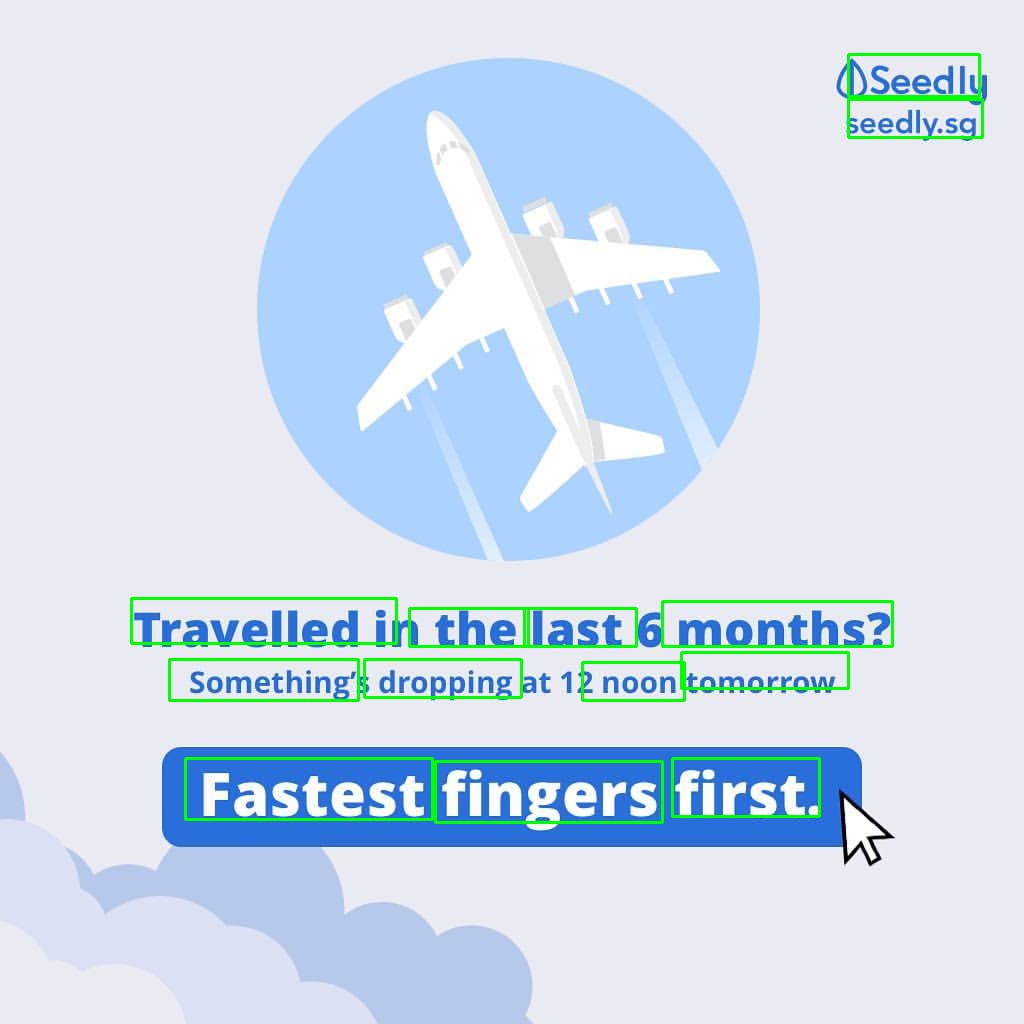 Seedly
seedly.sg
Travelled in the last 6 months?
Something's dropping at 12 noon tomorrow
Fastest fingers first.